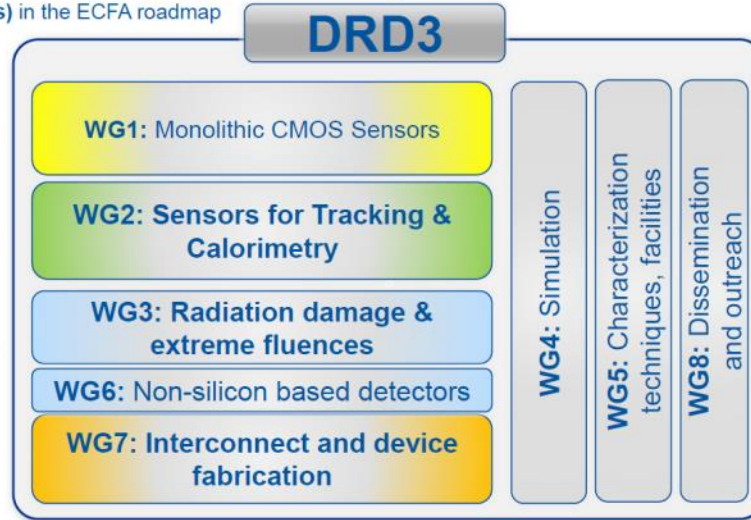 s) in the ECFA roadmap
DRD3
WG1: Monolithic CMOS Sensors
WG2: Sensors for Tracking &
Calorimetry
WG3: Radiation damage &
extreme fluences
WG6: Non-silicon based detectors
WG7: Interconnect and device
fabrication
WG4: Simulation
WG5: Characterization
techniques, facilities
WG8: Dissemination
and outreach